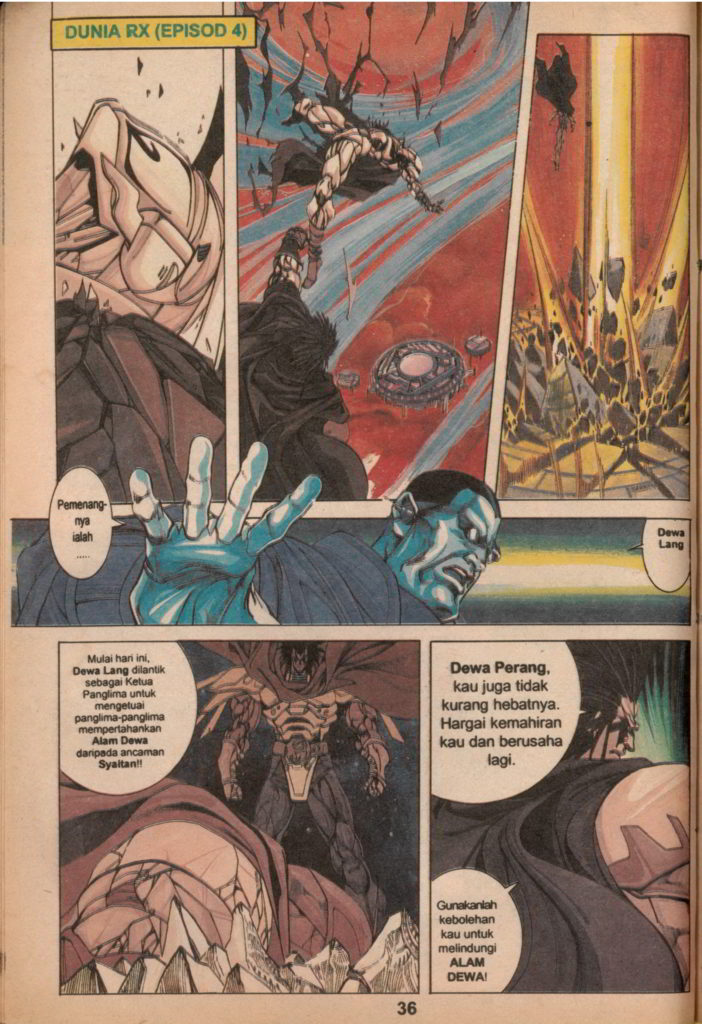 DUNIA RX (EPISOD 4)
Pemenang-
nya
ialah
.....
Dewa
Lang
Mulai hari ini,
Dewa Lang dilantik
sebagai Ketua
Panglima untuk
mengetuai
panglima-panglima
mempertahankan
Alam Dewa
daripada ancaman
Syaitan!!
Dewa Perang,
kau juga tidak
kurang hebatnya.
Hargai kemahiran
kau dan berusaha
lagi.
Gunakanlah
kebolehan
kau untuk
melindungi
ALAM
DEWA!
36